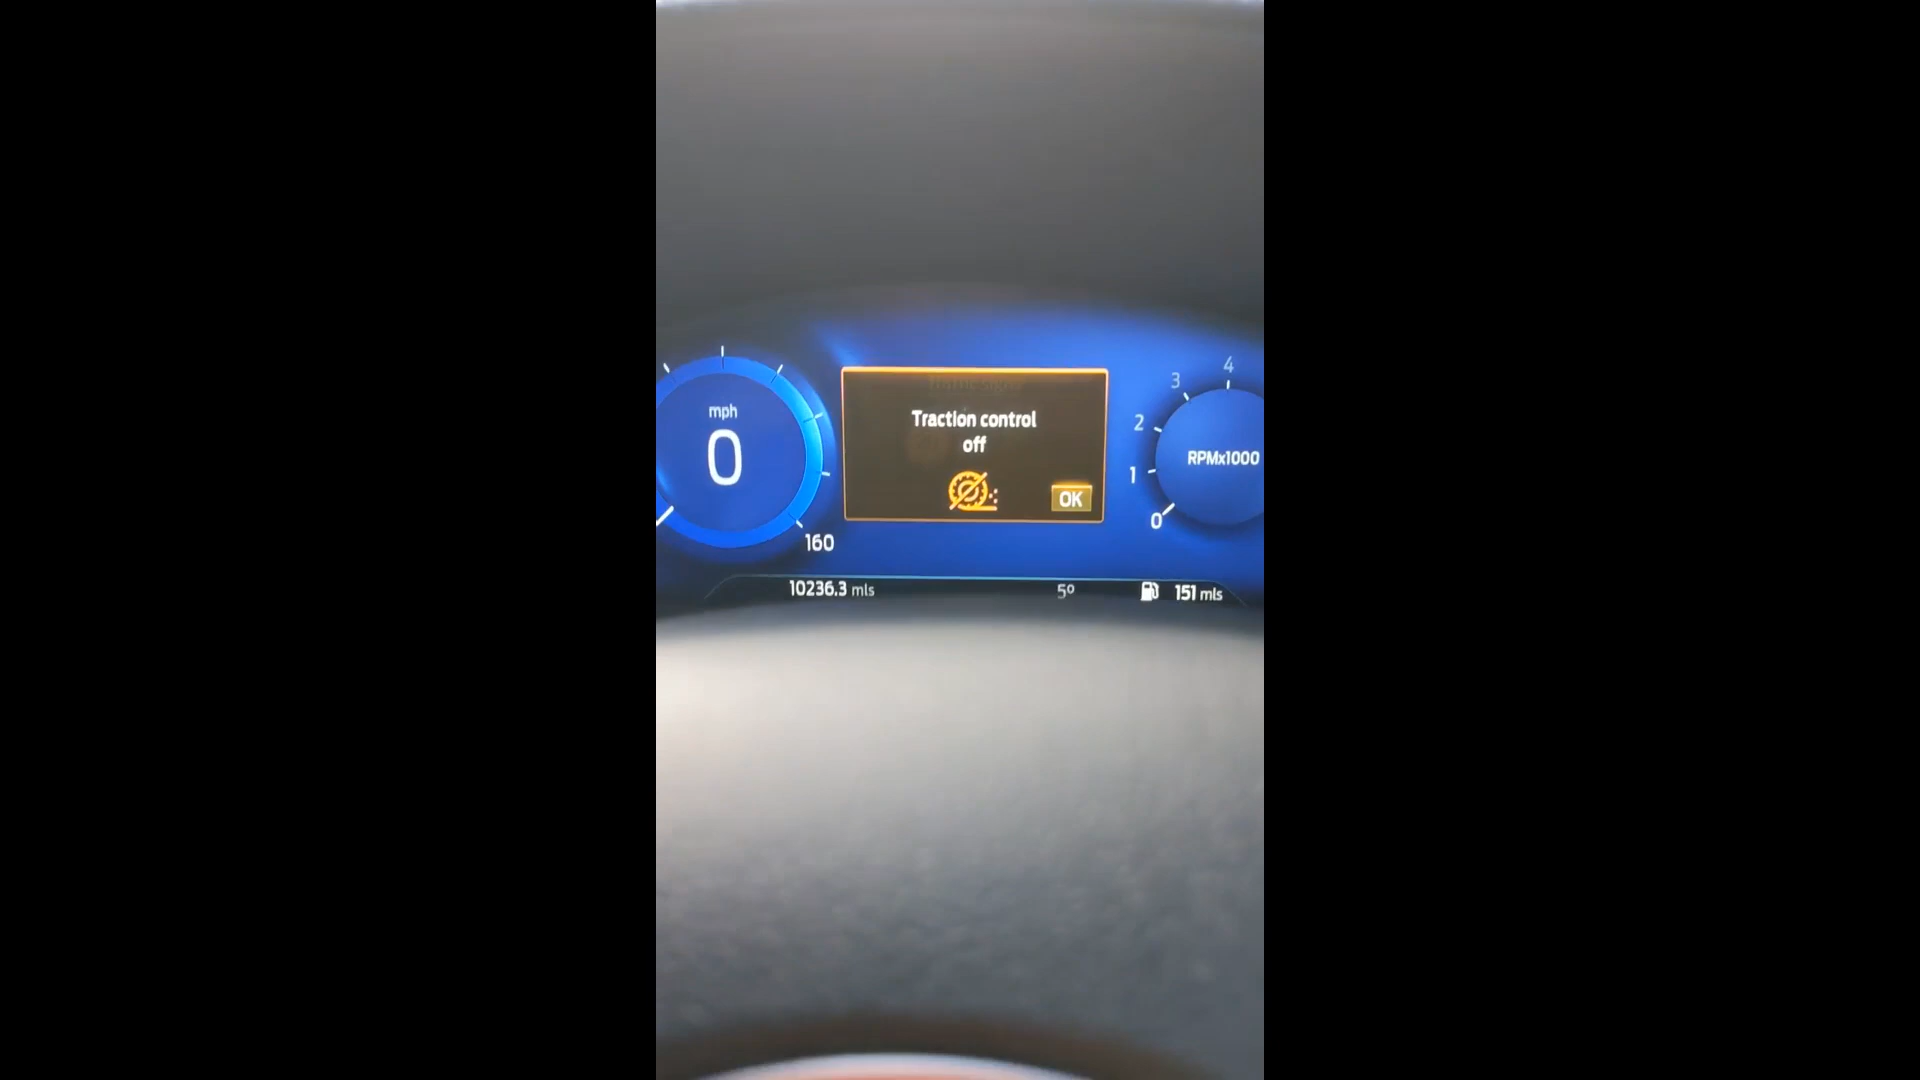 mph
0
160
Traction control
off
OK
4
3
2
1
0
RPMx1000
10236.3 mls
5º
151 mls